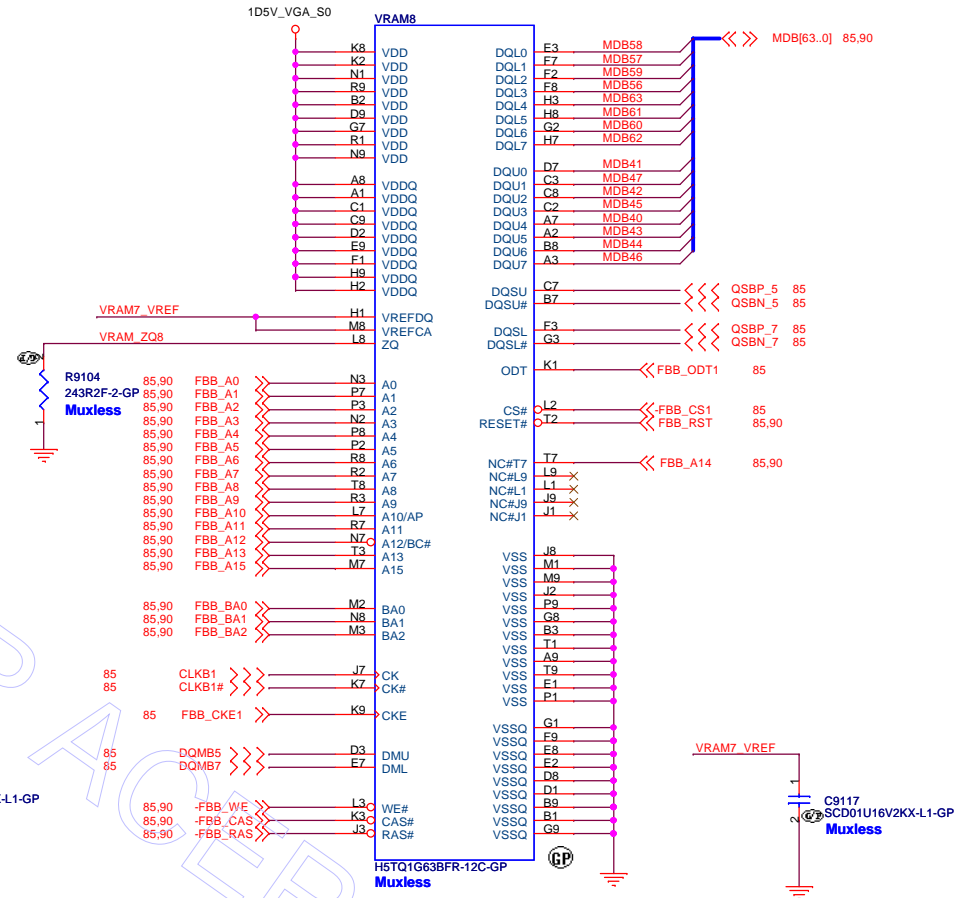 1D5V_VGA_S0
VRAM8
K8 VDD
K2 VDD
N1 VDD
R9 VDD
B2 VDD
D9 VDD
G7 VDD
R1 VDD
N9 VDD
A8 VDDQ
A1 VDDQ
C1 VDDQ
C9 VDDQ
D2 VDDQ
E9 VDDQ
F1 VDDQ
H9 VDDQ
H2 VDDQ
VRAM7_VREF H1 VREFDQ
M8 VREFCA
VRAM_ZQ8 L8 ZQ
2
R9104
243R2F-2-GP
Muxless
1
85,90 FBB_A0 N3 A0
85,90 FBB_A1 P7 A1
85,90 FBB_A2 P3 A2
85,90 FBB_A3 N2 A3
85,90 FBB_A4 P8 A4
85,90 FBB_A5 P2 A5
85,90 FBB_A6 R8 A6
85,90 FBB_A7 R2 A7
85,90 FBB_A8 T8 A8
85,90 FBB_A9 R3 A9
85,90 FBB_A10 L7 A10/AP
85,90 FBB_A11 R7 A11
85,90 FBB_A12 N7 A12/BC#
85,90 FBB_A13 T3 A13
85,90 FBB_A15 M7 A15
85,90 FBB_BA0 M2 BA0
85,90 FBB_BA1 N8 BA1
85,90 FBB_BA2 M3 BA2
85 CLKB1 J7 CK
85 CLKB1# K7 CK#
85 FBB_CKE1 K9 CKE
85 DQMB5 D3 DMU
85 DQMB7 E7 DML
85,90 -FBB_WE L3 WE#
85,90 -FBB_CAS K3 CAS#
85,90 -FBB_RAS J3 RAS#
DQL0 E3 MDB58
DQL1 F7 MDB57
DQL2 F2 MDB59
DQL3 F8 MDB56
DQL4 H3 MDB63
DQL5 H8 MDB61
DQL6 G2 MDB60
DQL7 H7 MDB62
MDB[63..0] 85,90
DQU0 D7 MDB41
DQU1 C3 MDB47
DQU2 C8 MDB42
DQU3 C2 MDB45
DQU4 A7 MDB40
DQU5 A2 MDB43
DQU6 B8 MDB44
DQU7 A3 MDB46
DQSU C7 QSBP_5 85
DQSU# B7 QSBN_5 85
DQSL F3 QSBP_7 85
DQSL# G3 QSBN_7 85
ODT K1 FBB_ODT1 85
CS# L2 -FBB_CS1 85
RESET# T2 FBB_RST 85,90
NC#T7 T7 FBB_A14 85,90
NC#L9 L9
NC#L1 L1
NC#J9 J9
NC#J1 J1
VSS J8
VSS M1
VSS M9
VSS J2
VSS P9
VSS G8
VSS B3
VSS T1
VSS A9
VSS T9
VSS E1
VSS P1
VSSQ G1
VSSQ F9
VSSQ E8
VSSQ E2
VSSQ D8
VSSQ D1
VSSQ B9
VSSQ B1
VSSQ G9
H5TQ1G63BFR-12C-GP
Muxless
GP
VRAM7_VREF
1
C9117
2 SCD01U16V2KX-L1-GP
Muxless
-L1-GP
ACER